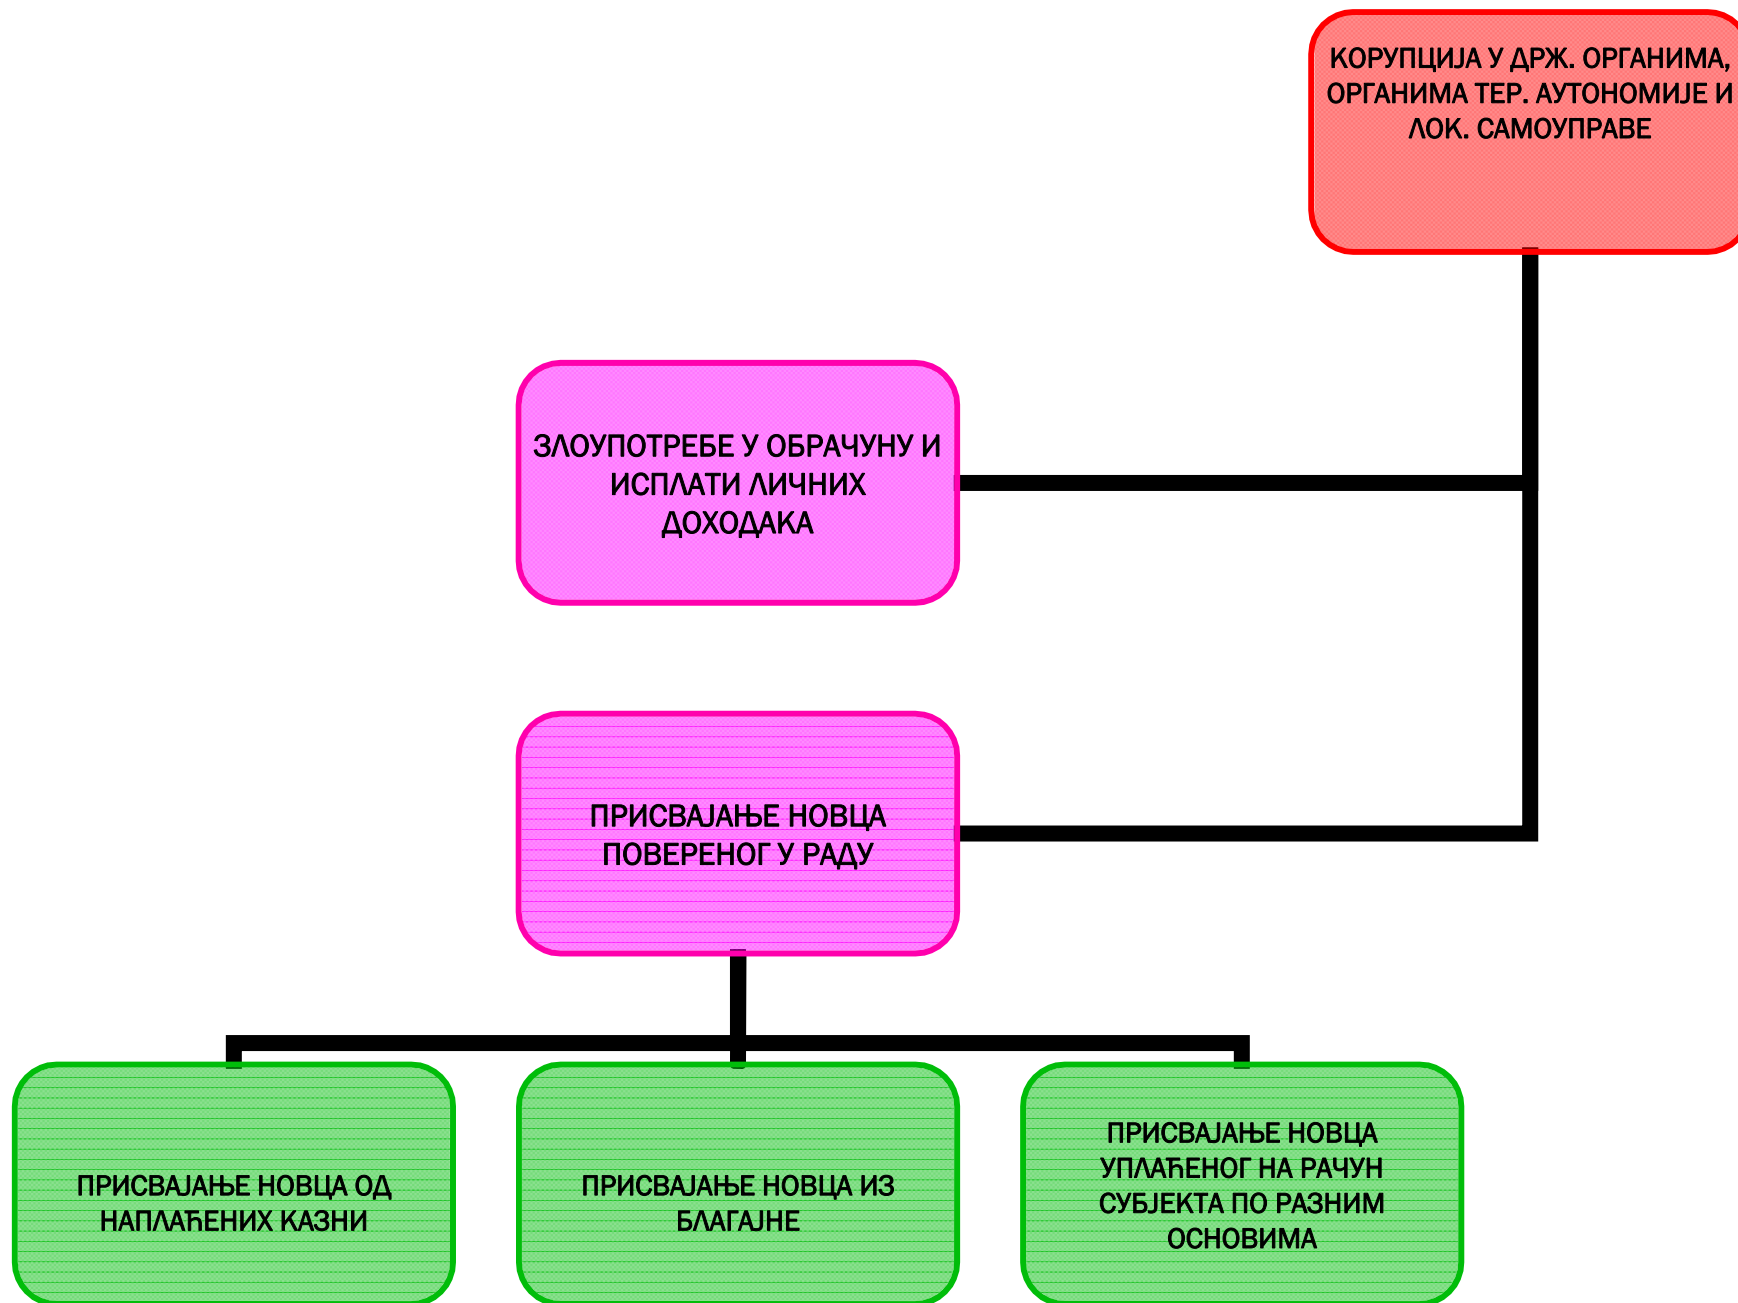 КОРУПЦИЈА У ДРЖ. ОРГАНИМА,
ОРГАНИМА ТЕР. АУТОНОМИЈЕ И
ЛОК. САМОУПРАВЕ
ЗЛОУПОТРЕБЕ У ОБРАЧУНУ И
ИСПЛАТИ ЛИЧНИХ
ДОХОДАКА
ПРИСВАЈАЊЕ НОВЦА
ПОВЕРЕНОГ У РАДУ
ПРИСВАЈАЊЕ НОВЦА ОД
НАПЛАЋЕНИХ КАЗНИ
ПРИСВАЈАЊЕ НОВЦА ИЗ
БЛАГАЈНЕ
ПРИСВАЈАЊЕ НОВЦА
УПЛАЋЕНОГ НА РАЧУН
СУБЈЕКТА ПО РАЗНИМ
ОСНОВИМА